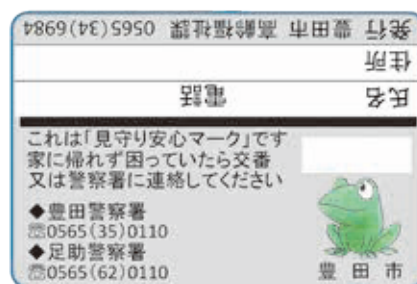 発行 豊田市 高齢福祉課 0565(34)6984
住所
氏名 電話
これは「見守り安心マーク」です
家に帰れず困っていたら交番
又は警察署に連絡してください
◆豊田警察署
☎0565(35)0110
◆足助警察署
☎0565(62)0110
豊田市